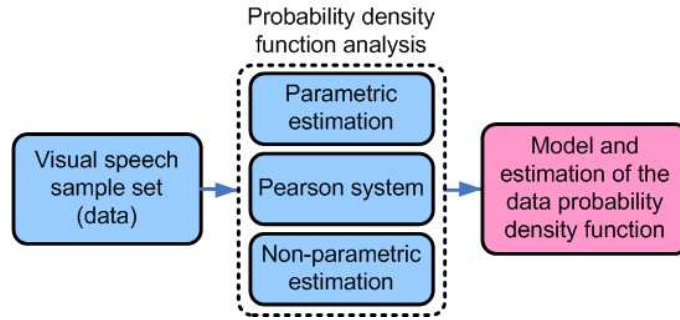 Probability density
function analysis
Parametric
estimation
Visual speech
sample set
(data)
Pearson system
Non-parametric
estimation
Model and
estimation of the
data probability
density function